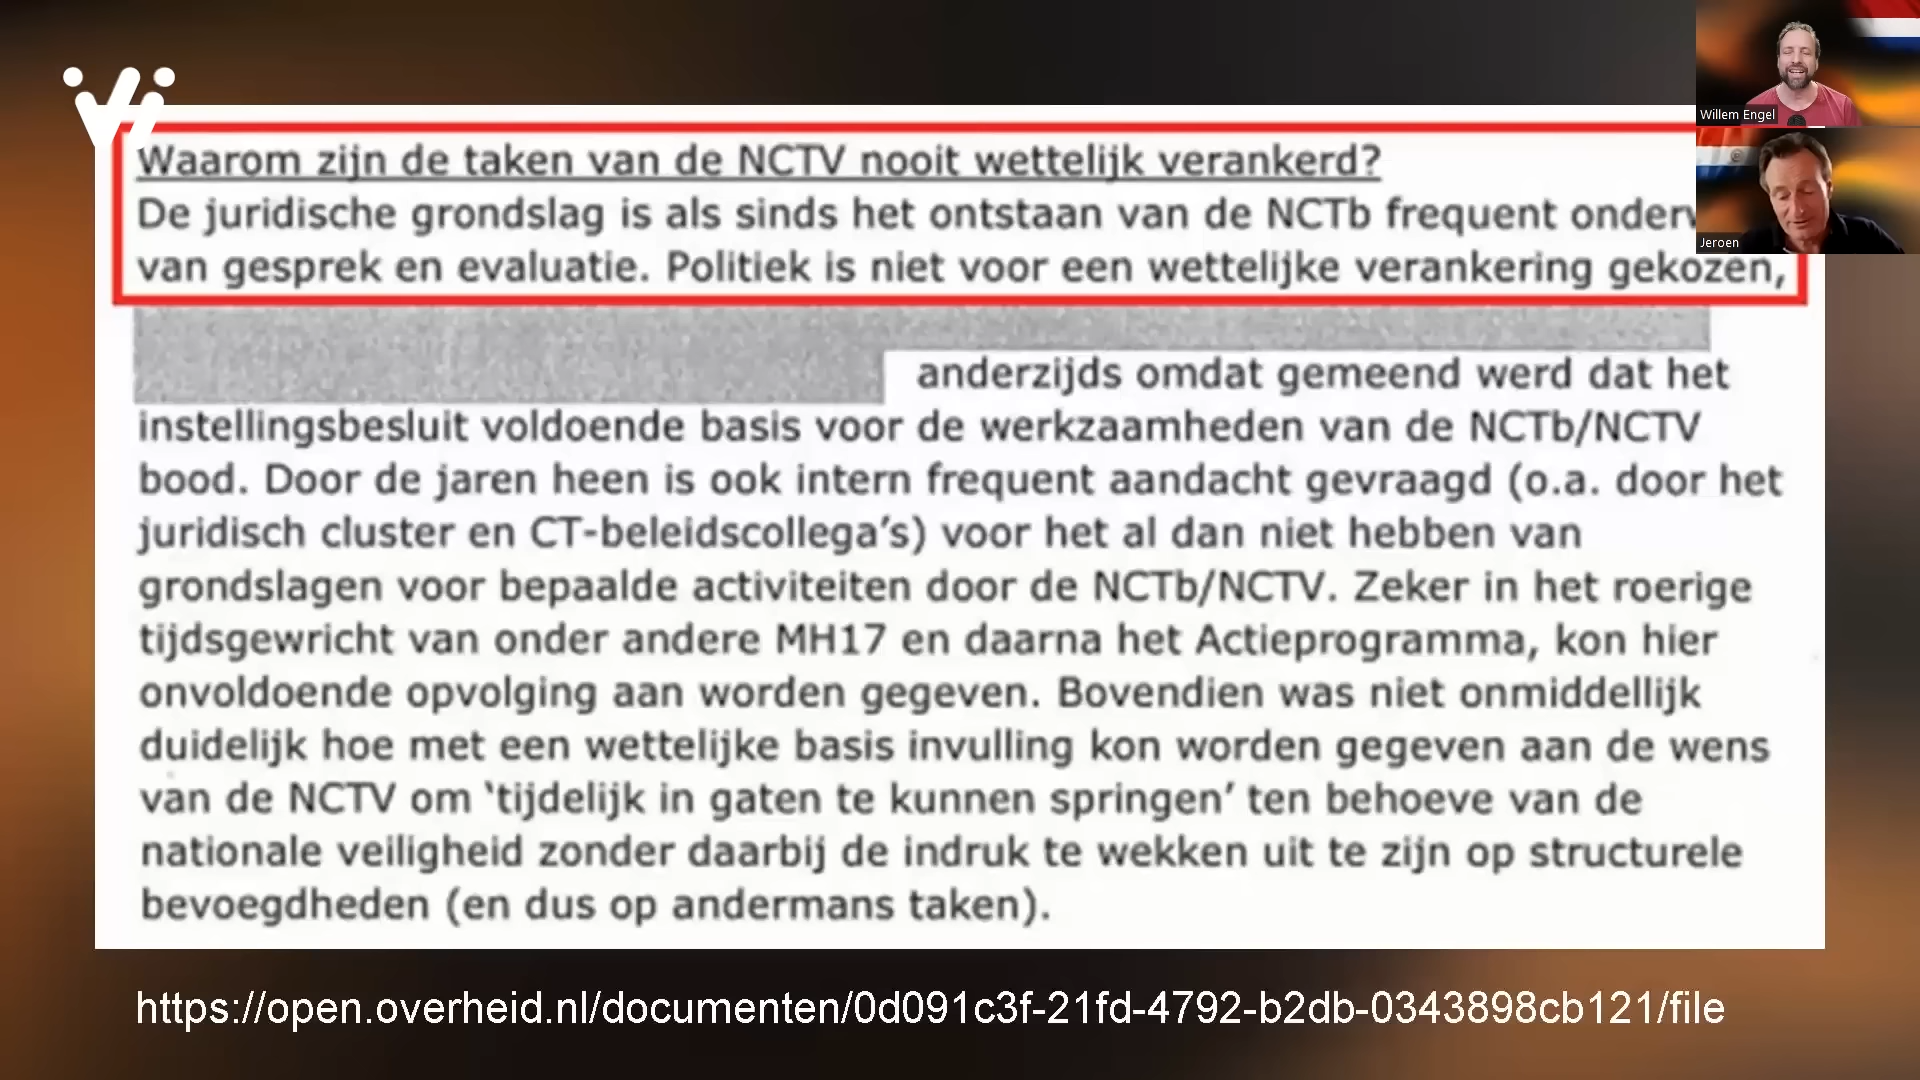 Waarom zijn de taken van de NCTV nooit wettelijk verankerd?
De juridische grondslag is als sinds het ontstaan van de NCTb frequent
van gesprek en evaluatie. Politiek is niet voor een wettelijke verankering gekozen,
anderzijds omdat gemeend werd dat het
instellingsbesluit voldoende basis voor de werkzaamheden van de NCTb/NCTV
bood. Door de jaren heen is ook intern frequent aandacht gevraagd (o.a. door het
juridisch cluster en CT-beleidscollega's) voor het al dan niet hebben van
grondslagen voor bepaalde activiteiten door de NCTb/NCTV. Zeker in het roerige
tijdsgewricht van onder andere MH17 en daarna het Actieprogramma, kon hier
onvoldoende opvolging aan worden gegeven. Bovendien was niet onmiddellijk
duidelijk hoe met een wettelijke basis invulling kon worden gegeven aan de wens
van de NCTV om ‘tijdelijk in gaten te kunnen springen’ ten behoeve van de
nationale veiligheid zonder daarbij de indruk te wekken uit te zijn op structurele
bevoegdheden (en dus op andermans taken).
https://open.overheid.nl/documenten/0d091c3f-21fd-4792-b2db-0343898cb121/file
Willem Engel
Jeroen